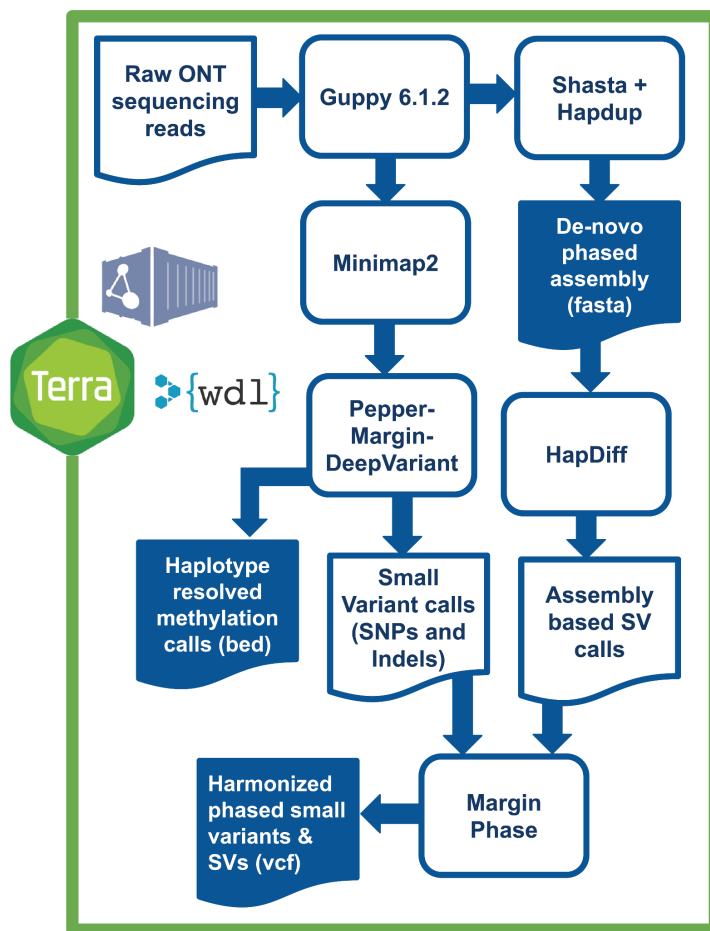 Raw ONT
sequencing
reads
Guppy 6.1.2
Shasta +
Hapdup
Minimap2
De-novo
phased
assembly
(fasta)
Terra
{wdl}
Pepper-
Margin-
DeepVariant
HapDiff
Haplotype
resolved
methylation
calls (bed)
Small
Variant calls
(SNPs and
Indels)
Assembly
based SV
calls
Harmonized
phased small
variants &
SVs (vcf)
Margin
Phase